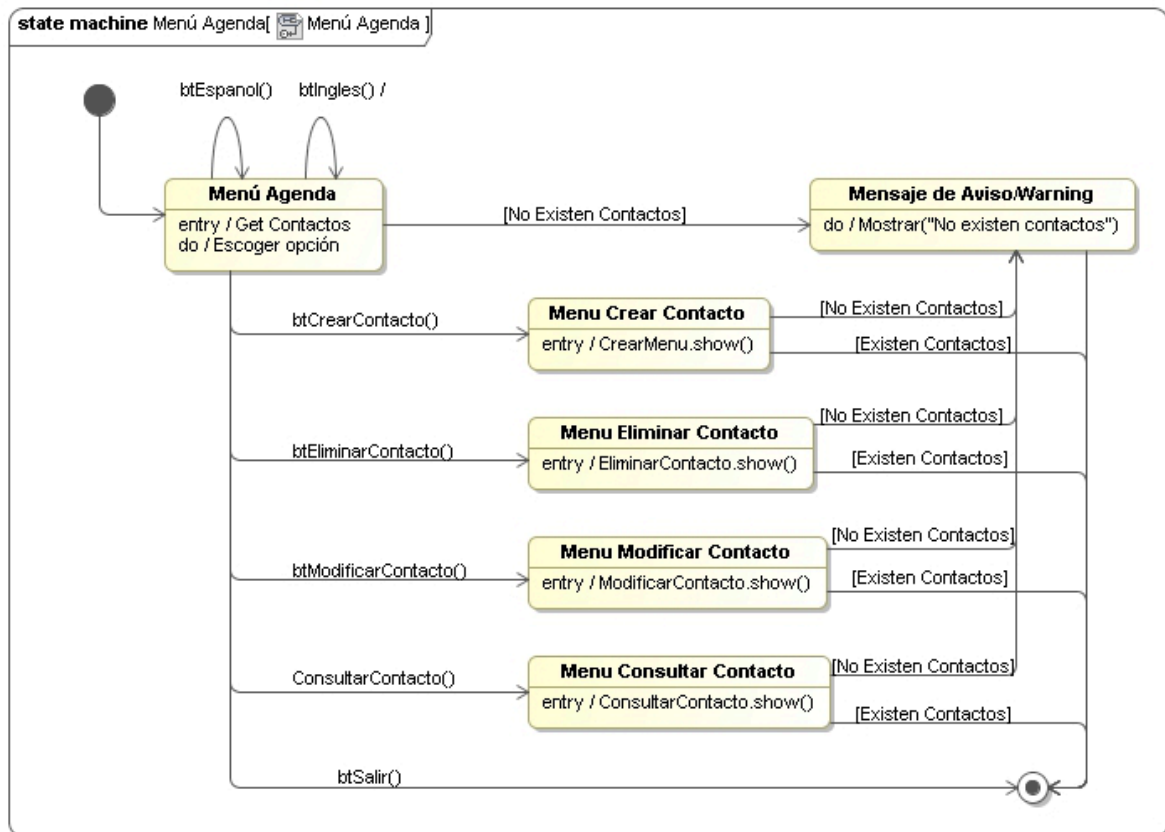 state machine Menú Agenda[ Menú Agenda ]
btEspanol() btIngles() /
Menú Agenda
entry / Get Contactos
do / Escoger opción
[No Existen Contactos]
Mensaje de Aviso/Warning
do / Mostrar("No existen contactos")
btCrearContacto()
Menu Crear Contacto
entry / CrearMenu.show()
[No Existen Contactos]
[Existen Contactos]
btEliminarContacto()
Menu Eliminar Contacto
entry / EliminarContacto.show()
[No Existen Contactos]
[Existen Contactos]
btModificarContacto()
Menu Modificar Contacto
entry / ModificarContacto.show()
[No Existen Contactos]
[Existen Contactos]
ConsultarContacto()
Menu Consultar Contacto
entry / ConsultarContacto.show()
[No Existen Contactos]
[Existen Contactos]
btSalir()